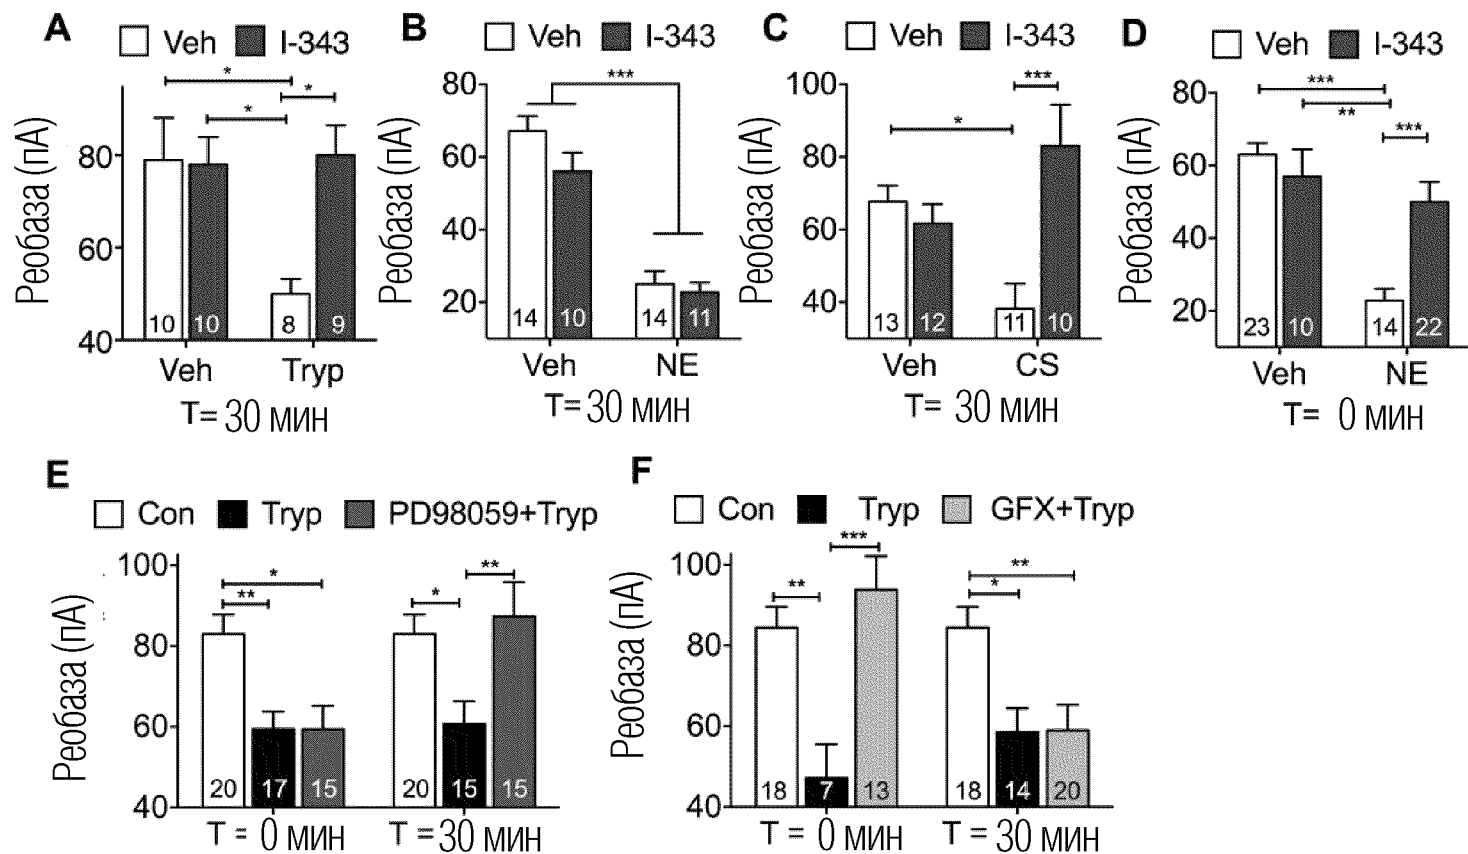 A
Veh I-343
Реобаза (пА)
80
60
40
* * *
10 10 8 9
Veh Tryp
T= 30 мин
B
Veh I-343
Реобаза (пА)
80
60
40
20
***
14 10 14 11
Veh NE
T= 30 мин
C
Veh I-343
Реобаза (пА)
100
80
60
40
* ***
13 12 11 10
Veh CS
T= 30 мин
D
Veh I-343
Реобаза (пА)
80
60
40
20
*** ** ***
23 10 14 22
Veh NE
T= 0 мин
E
Con Tryp PD98059+Tryp
Реобаза (пА)
100
80
60
40
* ** * **
20 17 15 20 15 15
T = 0 мин T = 30 мин
F
Con Tryp GFX+Tryp
Реобаза (пА)
100
80
60
40
** *** ** *
18 7 13 18 14 20
T = 0 мин T = 30 мин